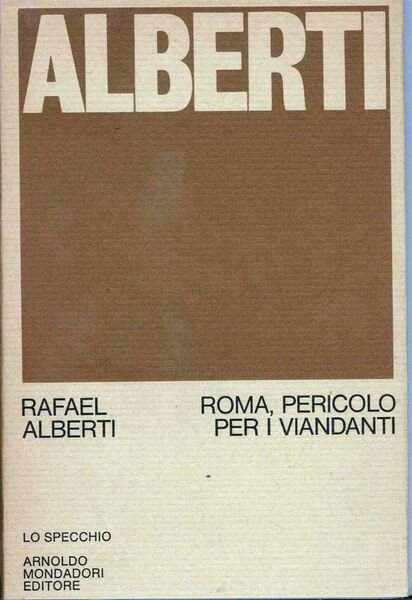 ALBERTI
RAFAEL
ALBERTI
ROMA, PERICOLO
PER I VIANDANTI
LO SPECCHIO
ARNOLDO
MONDADORI
EDITORE